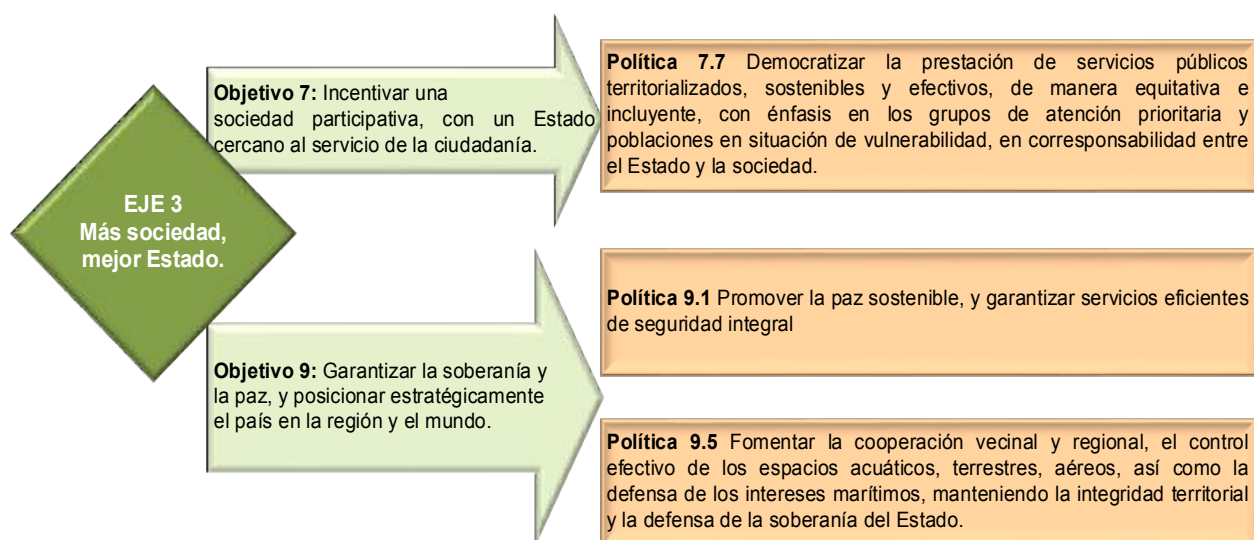 EJE 3
Más sociedad,
mejor Estado.
Objetivo 7: Incentivar una
sociedad participativa, con un Estado
cercano al servicio de la ciudadanía.
Política 7.7 Democratizar la prestación de servicios públicos
territorializados, sostenibles y efectivos, de manera equitativa e
incluyente, con énfasis en los grupos de atención prioritaria y
poblaciones en situación de vulnerabilidad, en corresponsabilidad entre
el Estado y la sociedad.
Objetivo 9: Garantizar la soberanía y
la paz, y posicionar estratégicamente
el país en la región y el mundo.
Política 9.1 Promover la paz sostenible, y garantizar servicios eficientes
de seguridad integral
Política 9.5 Fomentar la cooperación vecinal y regional, el control
efectivo de los espacios acuáticos, terrestres, aéreos, así como la
defensa de los intereses marítimos, manteniendo la integridad territorial
y la defensa de la soberanía del Estado.